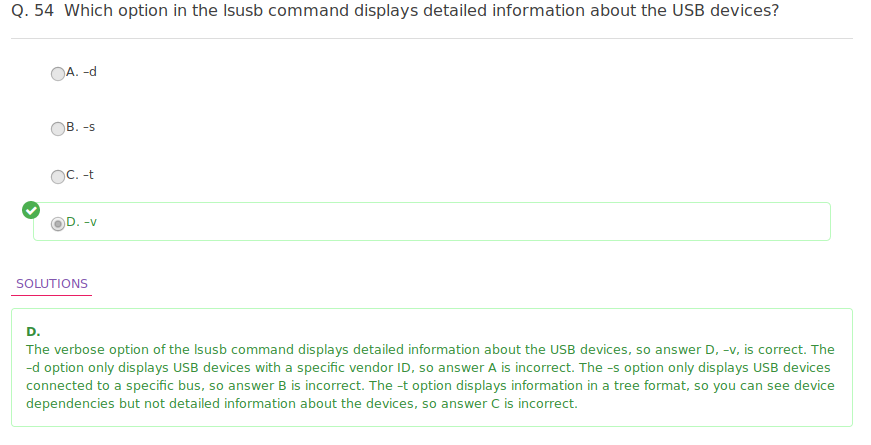 Q. 54 Which option in the lsusb command displays detailed information about the USB devices?
A. –d
B. –s
C. –t
D. –v
SOLUTIONS
D.
The verbose option of the lsusb command displays detailed information about the USB devices, so answer D, –v, is correct. The
–d option only displays USB devices with a specific vendor ID, so answer A is incorrect. The –s option only displays USB devices
connected to a specific bus, so answer B is incorrect. The –t option displays information in a tree format, so you can see device
dependencies but not detailed information about the devices, so answer C is incorrect.